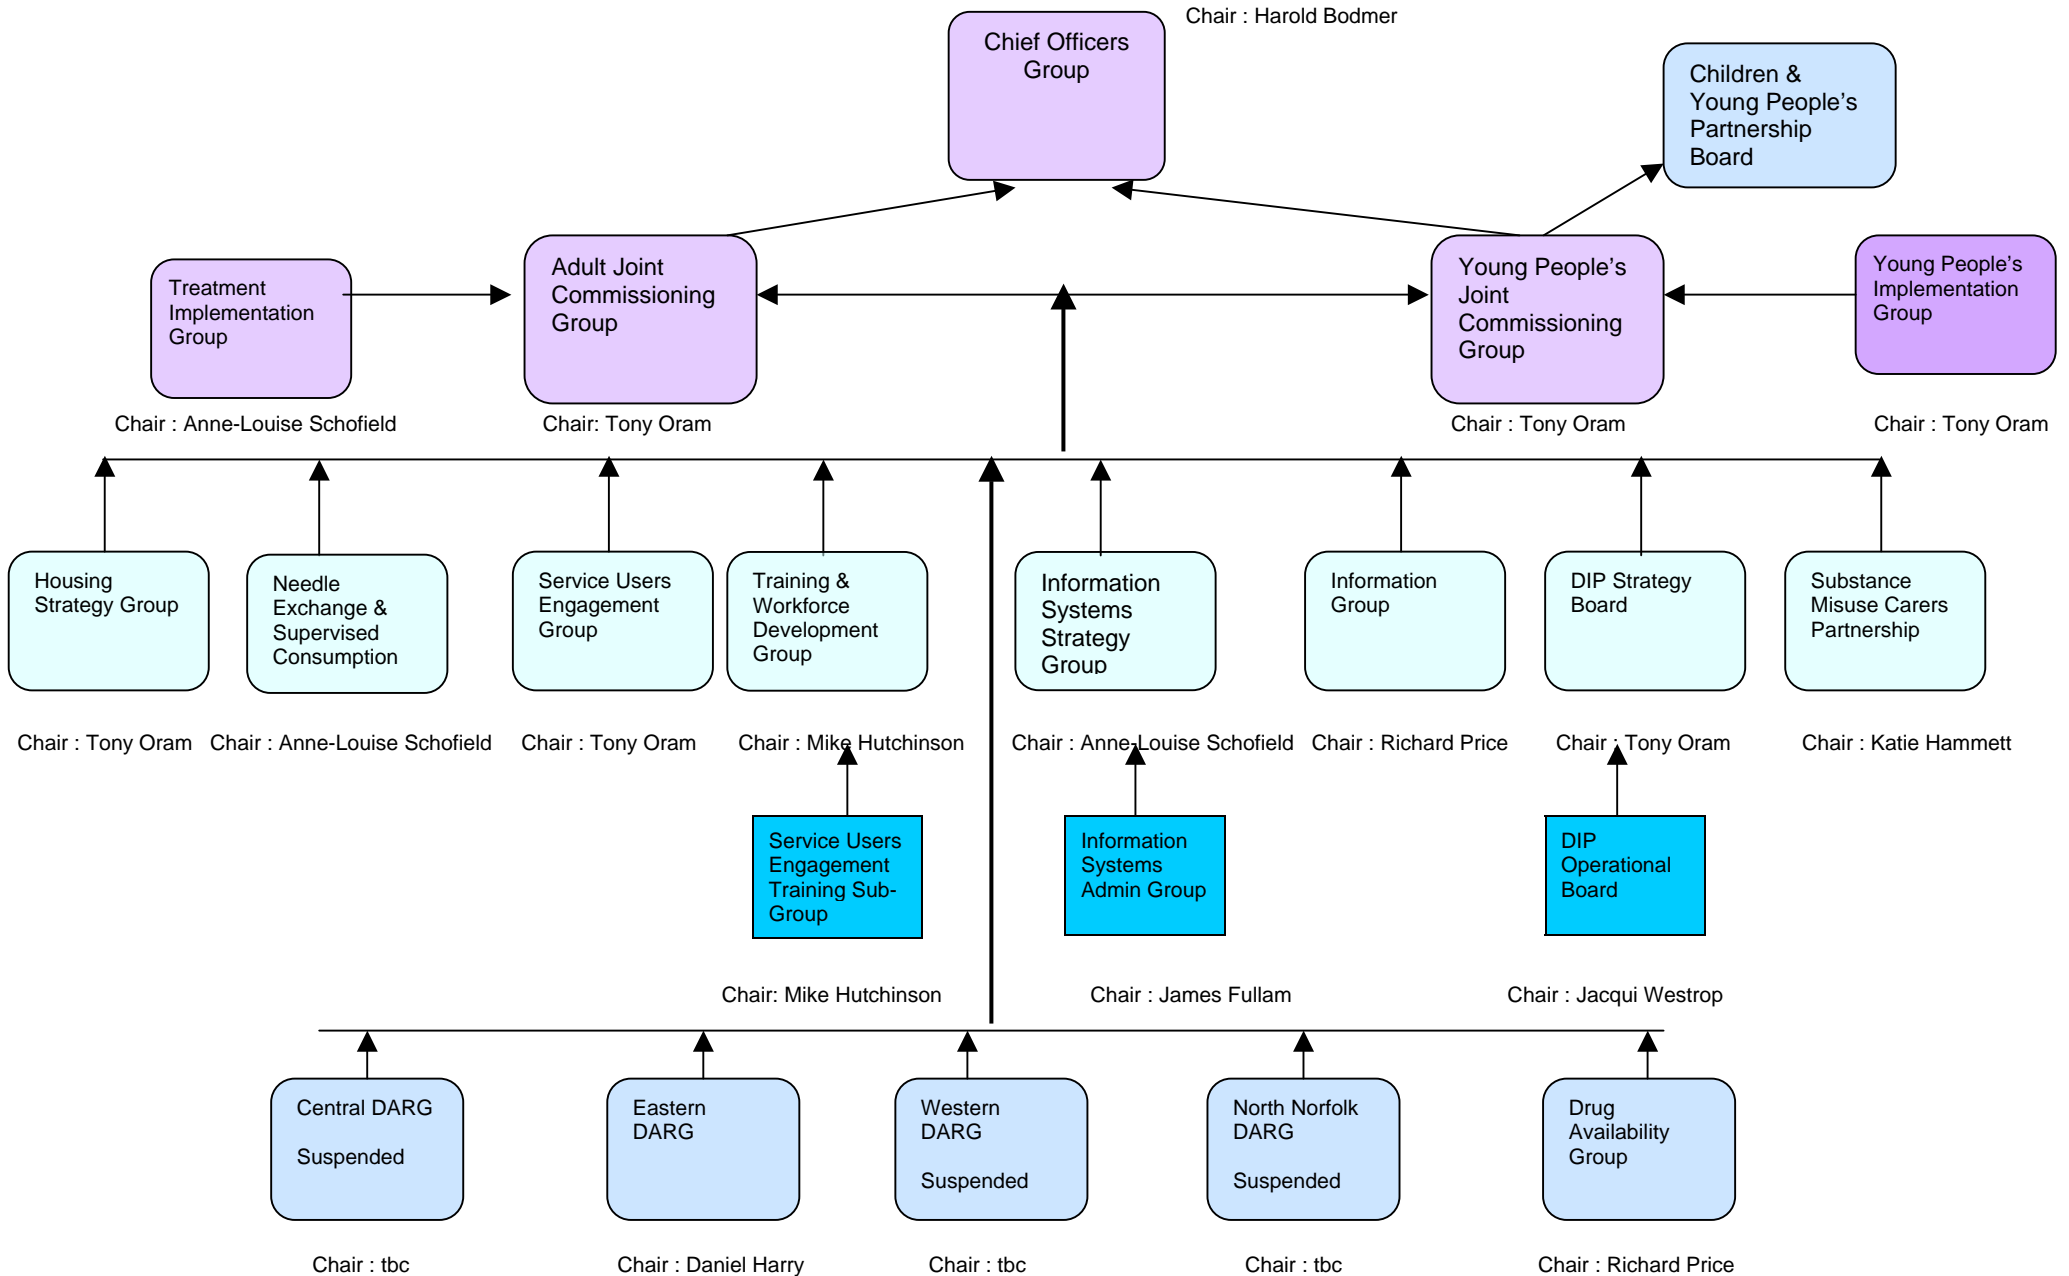 Chair : Harold Bodmer
Chief Officers
Group
Children &
Young People’s
Partnership
Board
Treatment
Implementation
Group
Adult Joint
Commissioning
Group
Young People’s
Joint
Commissioning
Group
Young People’s
Implementation
Group
Chair : Anne-Louise Schofield
Chair: Tony Oram
Chair : Tony Oram
Chair : Tony Oram
Housing
Strategy Group
Needle
Exchange &
Supervised
Consumption
Service Users
Engagement
Group
Training &
Workforce
Development
Group
Information
Systems
Strategy
Group
Information
Group
DIP Strategy
Board
Substance
Misuse Carers
Partnership
Chair : Tony Oram
Chair : Anne-Louise Schofield
Chair : Tony Oram
Chair : Mike Hutchinson
Chair : Anne-Louise Schofield
Chair : Richard Price
Chair : Tony Oram
Chair : Katie Hammett
Service Users
Engagement
Training Sub-
Group
Information
Systems
Admin Group
DIP
Operational
Board
Chair: Mike Hutchinson
Chair : James Fullam
Chair : Jacqui Westrop
Central DARG
Suspended
Eastern
DARG
Western
DARG
Suspended
North Norfolk
DARG
Suspended
Drug
Availability
Group
Chair : tbc
Chair : Daniel Harry
Chair : tbc
Chair : tbc
Chair : Richard Price